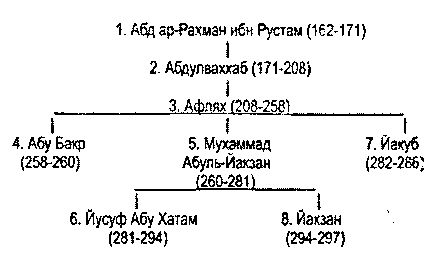 1. Абд ар-Рахман ибн Рустам (162-171)
2. Абдулваххаб (171-208)
3. Афлях (208-258)
4. Абу Бакр
(258-260)
5. Мухаммад
Абуль-Йакзан
(260-281)
7. Йакуб
(282-286)
6. Йусуф Абу Хатам
(281-294)
8. Йакзан
(294-297)